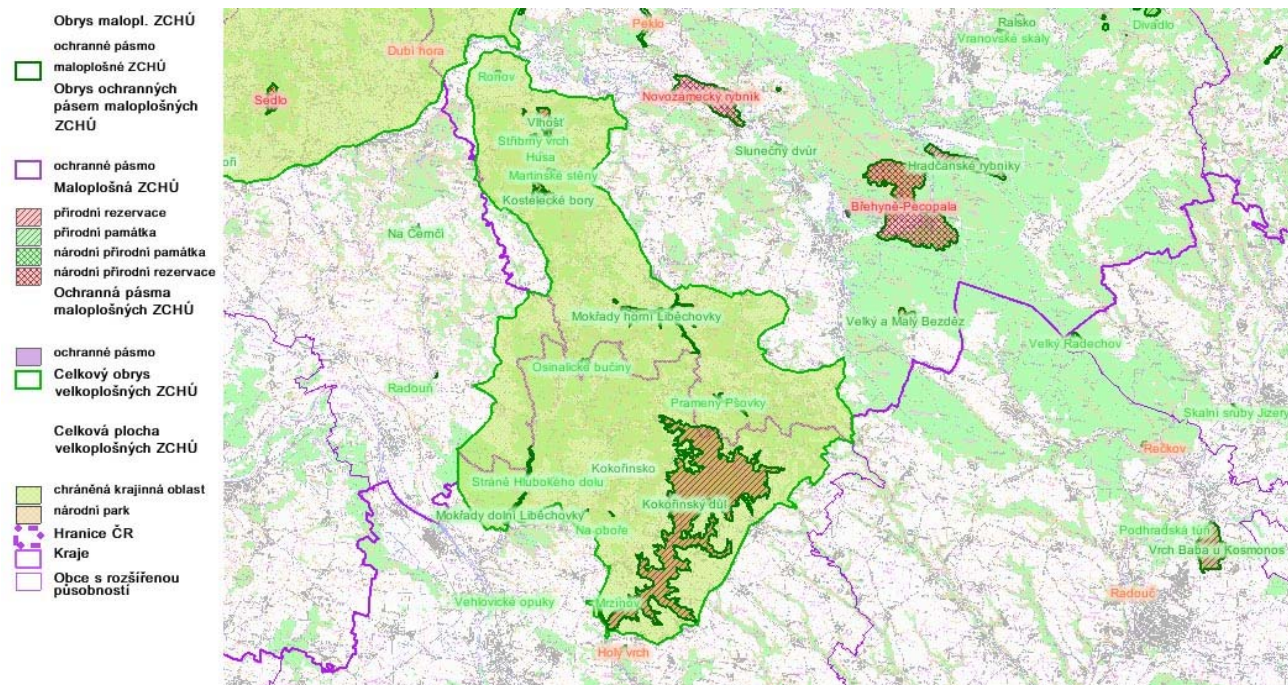 Obrys malopl. ZCHÚ
ochranné pásmo
maloplošné ZCHÚ
Obrys ochranných
pásem maloplošných
ZCHÚ
ochranné pásmo
Maloplošná ZCHÚ
přírodní rezervace
přírodní památka
národní přírodní památka
národní přírodní rezervace
Ochranná pásma
maloplošných ZCHÚ
ochranné pásmo
Celkový obrys
velkoplošných ZCHÚ
Celková plocha
velkoplošných ZCHÚ
chráněná krajinná oblast
národní park
Hranice ČR
Kraje
Obce s rozšířenou
působností
Dubí hora
Peklo
Ralsko
Vranovské skály
Divadlo
Ronov
Sedlo
Novozámecký rybník
Vlhošť
Stříbrný vrch
Husa
Slunečný dvůr
Martinské stěny
Hradčanské rybníky
Kostelecké bory
Břehyně-Pecopala
Na Čemči
Mokřady horní Liběchovky
Velký a Malý Bezděz
Velký Radechov
Osinalické bučiny
Radouň
Prameny Pšovky
Skalní sruby Jizery
Rečkov
Kokořínsko
Stráně Hlubokého dolu
Kokořínský důl
Mokřady dolní Liběchovky
Na oboře
Podhradská tůň
Vrch Baba u Kosmonos
Vehlovické opuky
Mrzínov
Radouč
Holý vrch